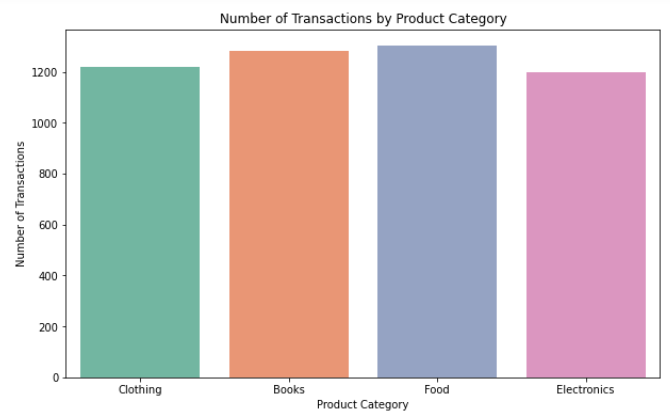 Number of Transactions by Product Category
Number of Transactions
1200
1000
800
600
400
200
0
Clothing Books Food Electronics
Product Category